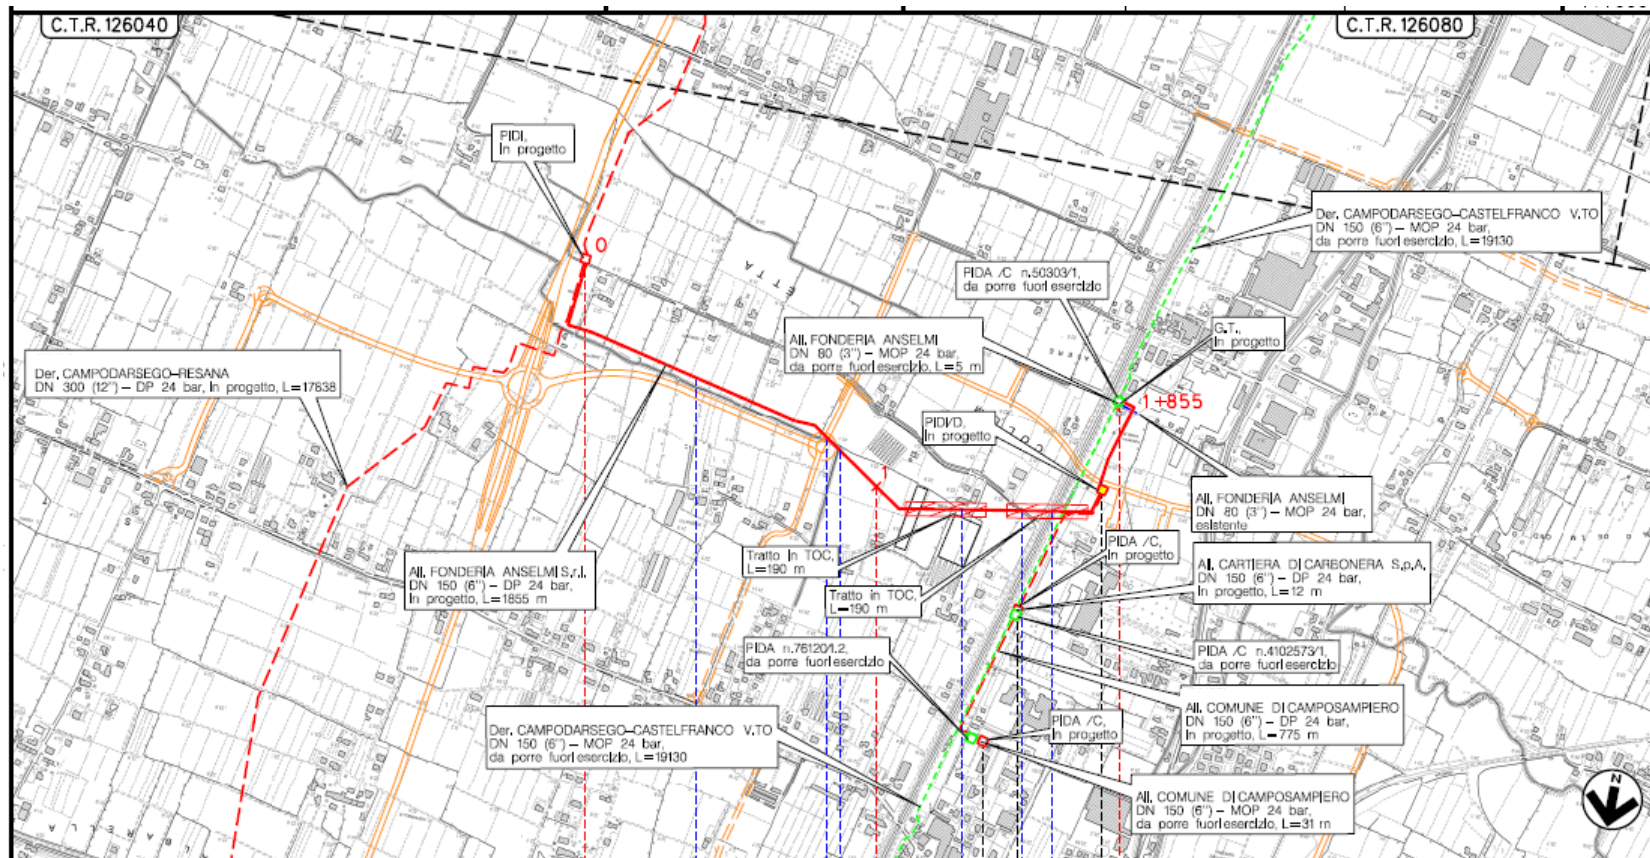 C.T.R. 126040
C.T.R. 126080
PIDI,
In progetto
0
Der. CAMPODARSEGO-CASTELFRANCO V.TO
DN 150 (6") - MOP 24 bar,
da porre fuori esercizio, L=19130
PIDA /C n.50303/1,
da porre fuori esercizio
G.T.,
In progetto
All. FONDERIA ANSELMI
DN 80 (3") - MOP 24 bar,
da porre fuori esercizio, L=5 m
Der. CAMPODARSEGO-RESANA
DN 300 (12") - DP 24 bar, In progetto, L=17638
1+855
PIDI/D,
In progetto
1
All. FONDERIA ANSELMI
DN 80 (3") - MOP 24 bar,
esistente
Tratto In TOC,
L=190 m
PIDA /C,
In progetto
All. FONDERIA ANSELMI S.r.l.
DN 150 (6") - DP 24 bar,
In progetto, L=1855 m
All. CARTIERA DI CARBONERA S.p.A.
DN 150 (6") - DP 24 bar,
In progetto, L=12 m
Tratto in TOC,
L=190 m
PIDA n.76120/1.2,
da porre fuori esercizio
PIDA /C n.4102573/1,
da porre fuori esercizio
All. COMUNE DI CAMPOSAMPIERO
DN 150 (6") - DP 24 bar,
In progetto, L=775 m
Der. CAMPODARSEGO-CASTELFRANCO V.TO
DN 150 (6") - MOP 24 bar,
da porre fuori esercizio, L=19130
PIDA /C,
In progetto
All. COMUNE DI CAMPOSAMPIERO
DN 150 (6") - MOP 24 bar,
da porre fuori esercizio, L=31 m
N